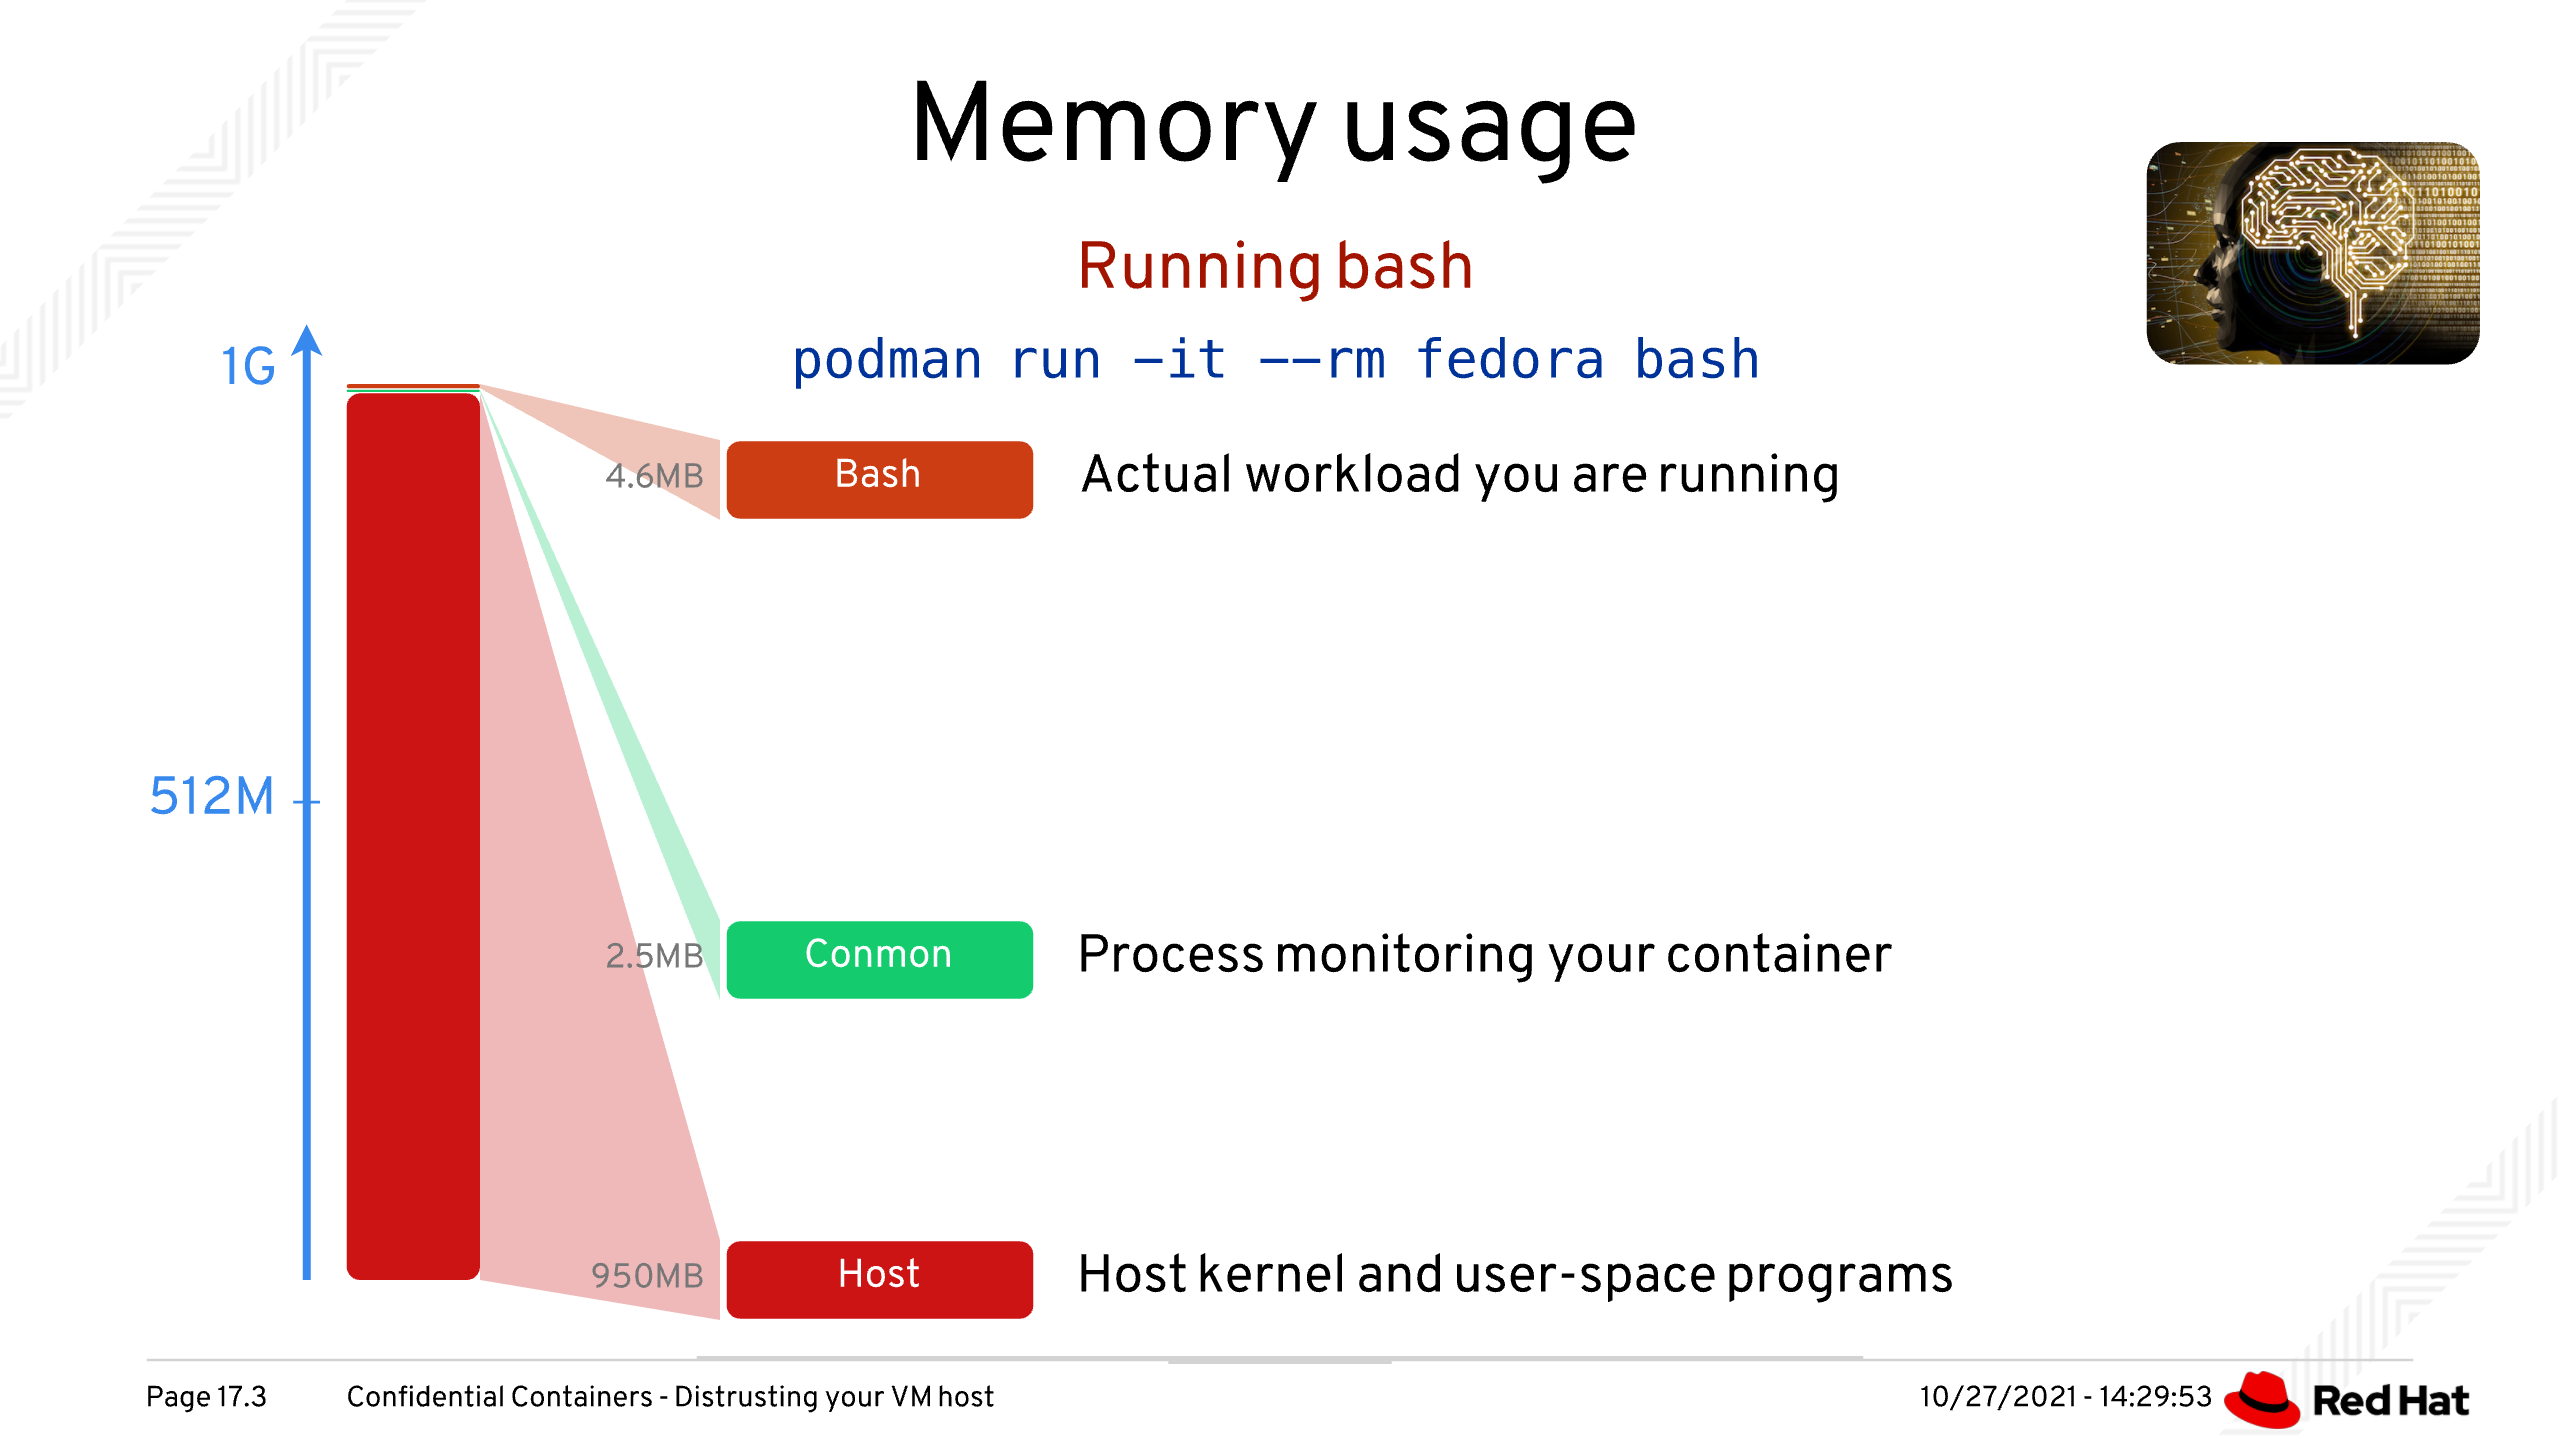 Memory usage
Running bash
podman run -it --rm fedora bash
1G
4.6MB
Bash
Actual workload you are running
512M
2.5MB
Conmon
Process monitoring your container
950MB
Host
Host kernel and user-space programs
Page 17.3
Confidential Containers - Distrusting your VM host
10/27/2021 - 14:29:53
Red Hat